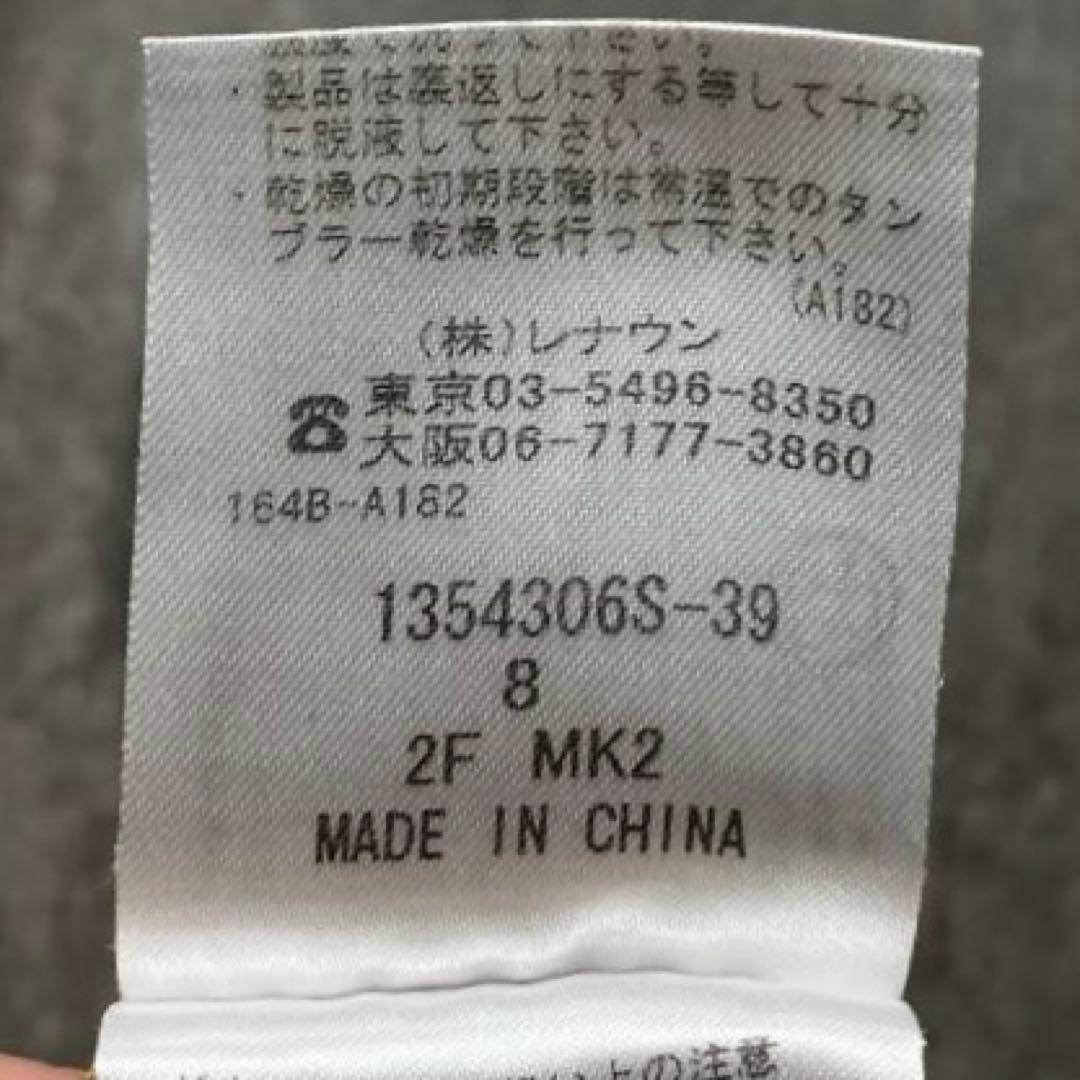 ・製品は裏返しにする等して十分
に脱液して下さい。
・乾燥の初期段階は常温でのタン
ブラー乾燥を行って下さい。
(A182)
(株)レナウン
☎東京03-5496-8350
大阪06-7177-3860
164B-A182
1354306S-39
8
2F MK2
MADE IN CHINA
上の注意